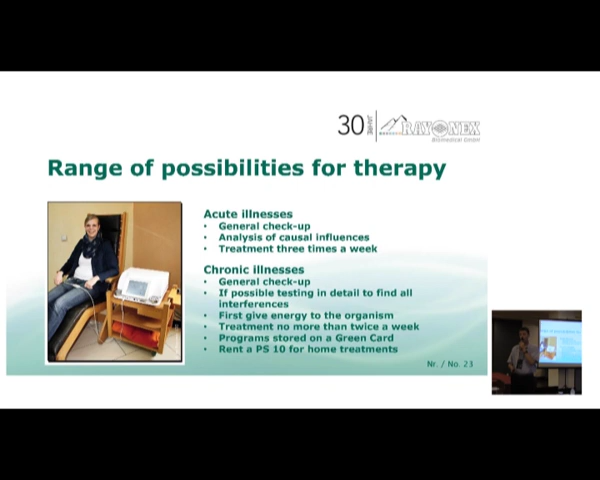 30 JAHRE RAYONEX
Biomedical GmbH
Range of possibilities for therapy
Acute illnesses
• General check-up
• Analysis of causal influences
• Treatment three times a week
Chronic illnesses
• General check-up
• If possible testing in detail to find all
interferences
• First give energy to the organism
• Treatment no more than twice a week
• Programs stored on a Green Card
• Rent a PS 10 for home treatments
Nr. / No. 23